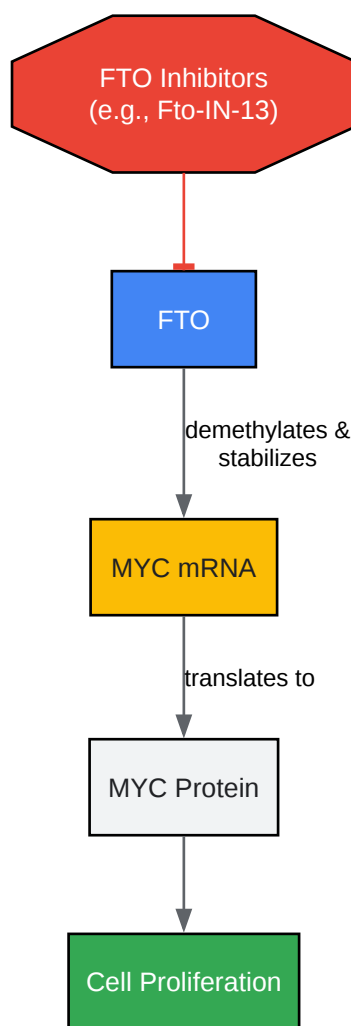 FTO Inhibitors
(e.g., Fto-IN-13)
FTO
demethylates &
stabilizes
MYC mRNA
translates to
MYC Protein
Cell Proliferation